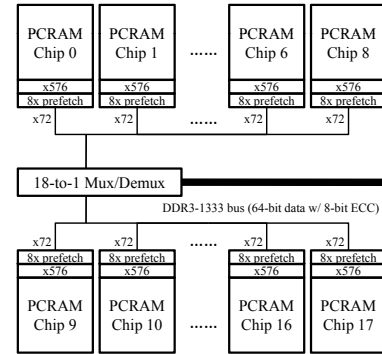 PCRAM Chip 0
PCRAM Chip 1
......
PCRAM Chip 6
PCRAM Chip 8
x576
x576
x576
x576
8x prefetch
8x prefetch
8x prefetch
8x prefetch
x72
x72
......
x72
x72
18-to-1 Mux/Demux
DDR3-1333 bus (64-bit data w/ 8-bit ECC)
x72
x72
......
x72
x72
8x prefetch
8x prefetch
8x prefetch
8x prefetch
x576
x576
x576
x576
PCRAM Chip 9
PCRAM Chip 10
......
PCRAM Chip 16
PCRAM Chip 17